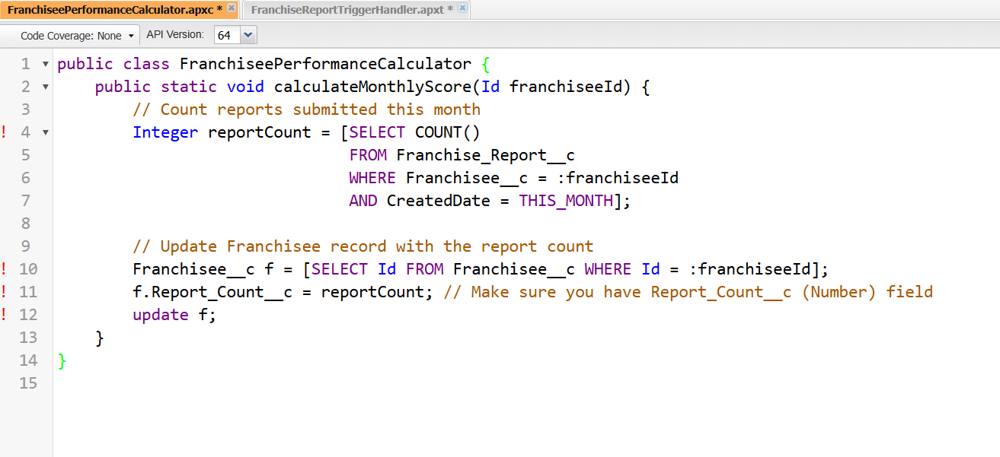 FranchiseePerformanceCalculator.apxc * FranchiseReportTriggerHandler.apxt *
Code Coverage: None API Version: 64
1 public class FranchiseePerformanceCalculator {
2 public static void calculateMonthlyScore(Id franchiseeId) {
3 // Count reports submitted this month
! 4 Integer reportCount = [SELECT COUNT()
5 FROM Franchise_Report__c
6 WHERE Franchisee__c = :franchiseeId
7 AND CreatedDate = THIS_MONTH];
8
9 // Update Franchisee record with the report count
! 10 Franchisee__c f = [SELECT Id FROM Franchisee__c WHERE Id = :franchiseeId];
! 11 f.Report_Count__c = reportCount; // Make sure you have Report_Count__c (Number) field
! 12 update f;
13 }
14 }
15